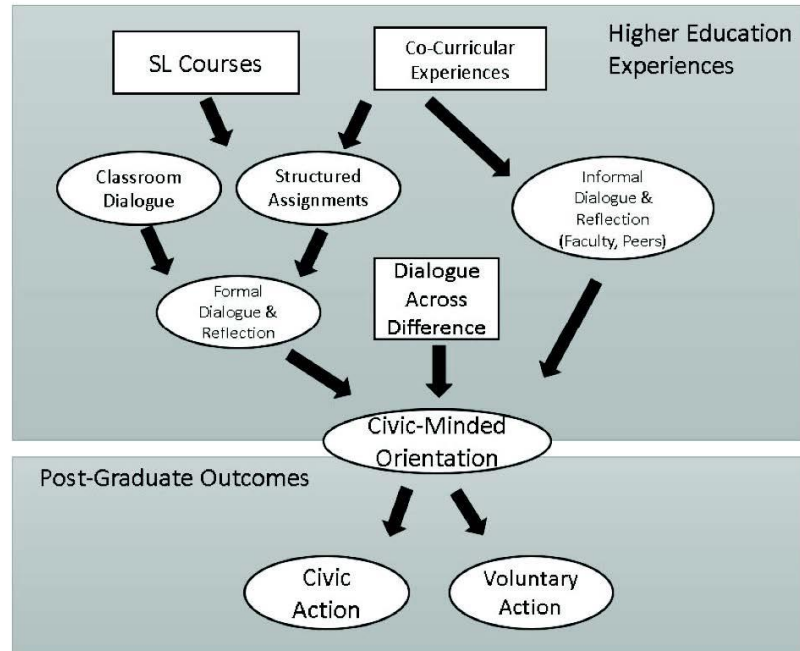 Higher Education
Experiences
SL Courses
Co-Curricular
Experiences
Classroom
Dialogue
Structured
Assignments
Informal
Dialogue &
Reflection
(Faculty, Peers)
Formal
Dialogue &
Reflection
Dialogue
Across
Difference
Civic-Minded
Orientation
Post-Graduate Outcomes
Civic
Action
Voluntary
Action